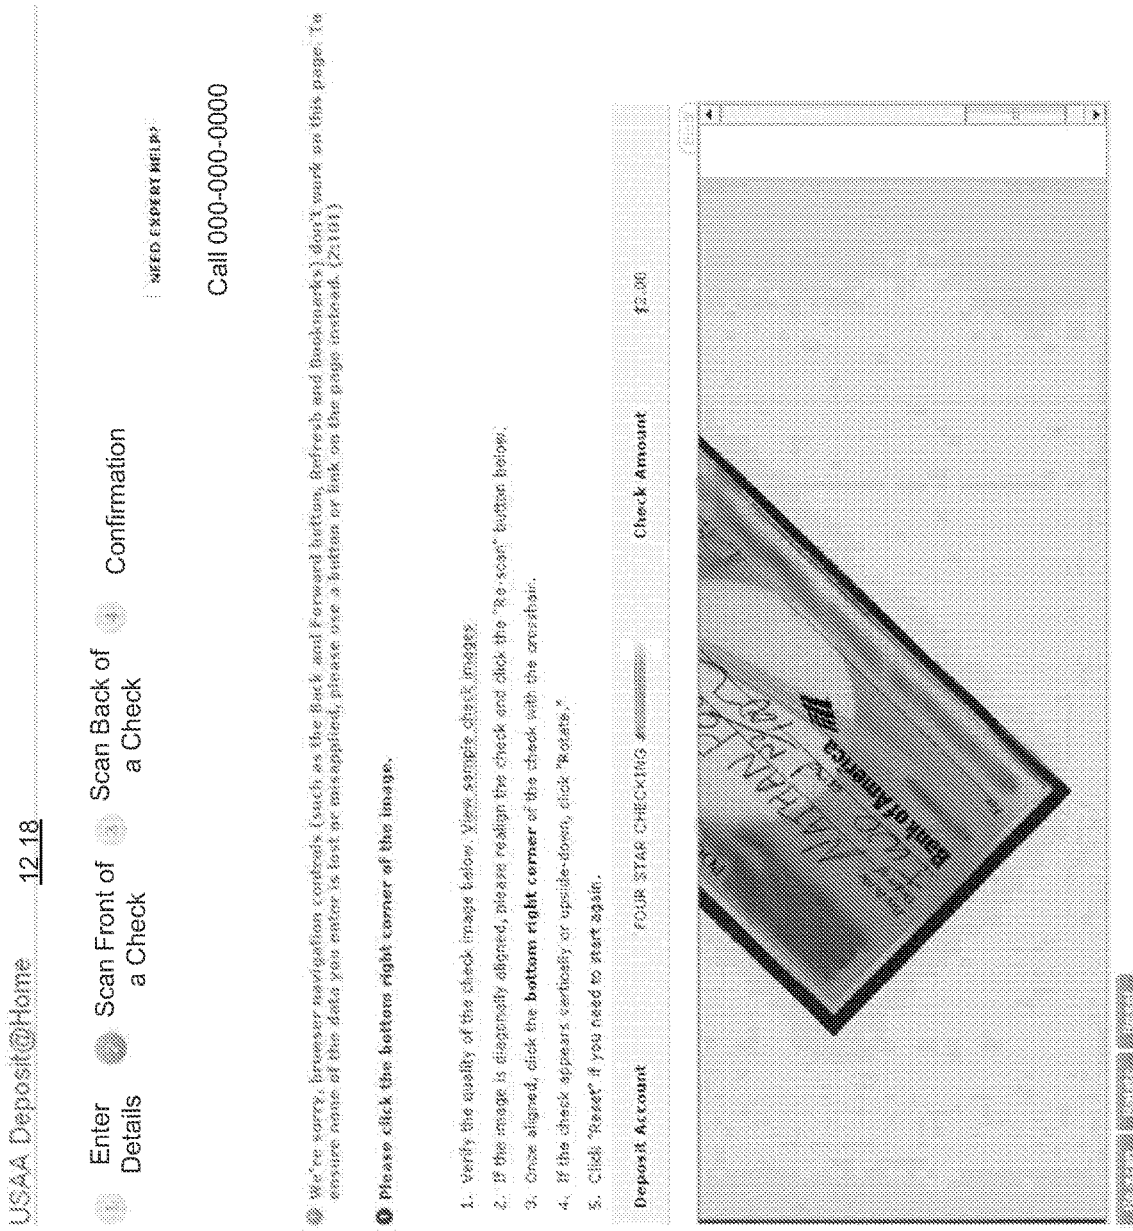 USAA Deposit@Home 12.18
1 Enter Details 2 Scan Front of a Check 3 Scan Back of a Check 4 Confirmation
NEED EXPERT HELP?
Call 000-000-0000
We're sorry, browser navigation controls (such as the Back and Forward button, Refresh and Bookmarks) don't work on this page. To
ensure none of the data you enter is lost or misapplied, please use a button or link on the page instead. (2:101)
Please click the bottom right corner of the image.
1. Verify the quality of the check image below. View sample check images
2. If the image is diagonally aligned, please realign the check and click the "Re-scan" button below.
3. Once aligned, click the bottom right corner of the check with the crosshair.
4. If the check appears vertically or upside-down, click "Rotate."
5. Click "Reset" if you need to start again.
Deposit Account FOUR STAR CHECKING Check Amount $2.00
Bank of America